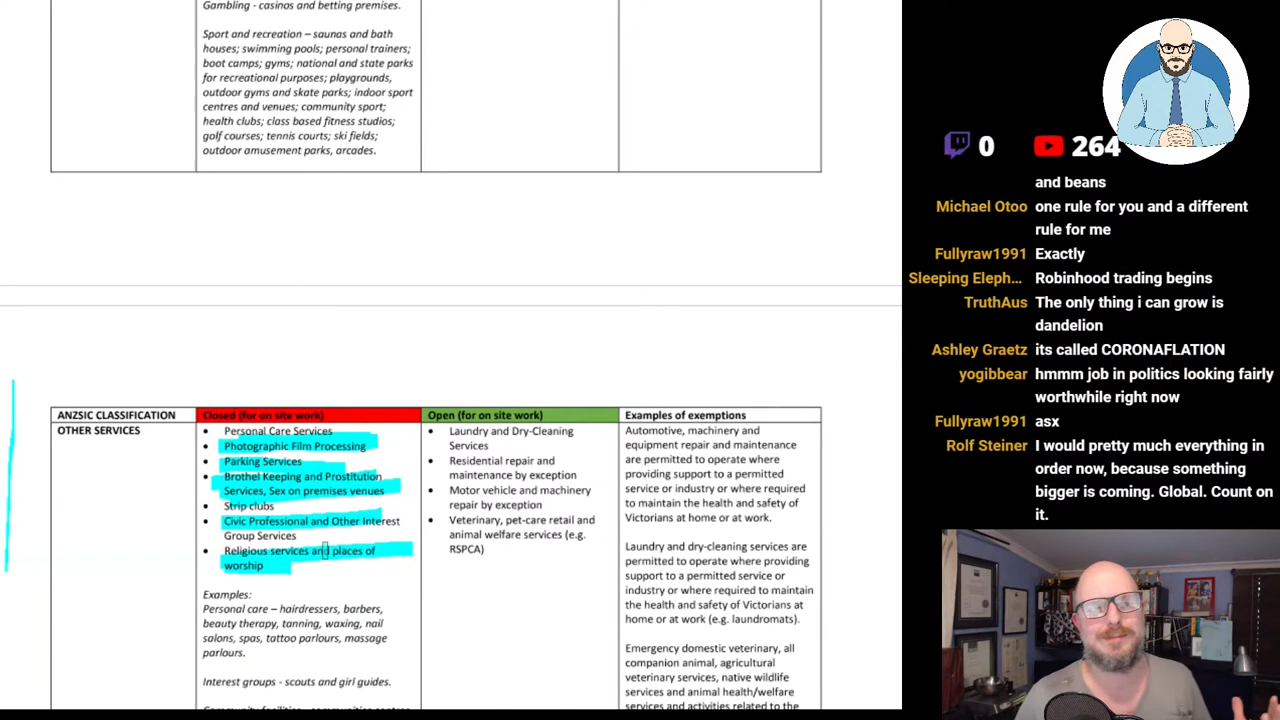 Gambling - casinos and betting premises.
Sport and recreation – saunas and bath
houses; swimming pools; personal trainers;
boot camps; gyms; national and state parks
for recreational purposes; playgrounds,
outdoor gyms and skate parks; indoor sport
centres and venues; community sport;
health clubs; class based fitness studios;
golf courses; tennis courts; ski fields;
outdoor amusement parks, arcades.
ANZSIC CLASSIFICATION
Closed (for on site work)
Open (for on site work)
Examples of exemptions
OTHER SERVICES
• Personal Care Services
• Photographic Film Processing
• Parking Services
• Brothel Keeping and Prostitution
Services, Sex on premises venues
• Strip clubs
• Civic Professional and Other Interest
Group Services
• Religious services and places of
worship
Examples:
Personal care – hairdressers, barbers,
beauty therapy, tanning, waxing, nail
salons, spas, tattoo parlours, massage
parlours.
Interest groups - scouts and girl guides.
• Laundry and Dry-Cleaning
Services
• Residential repair and
maintenance by exception
• Motor vehicle and machinery
repair by exception
• Veterinary, pet-care retail and
animal welfare services (e.g.
RSPCA)
Automotive, machinery and
equipment repair and maintenance
are permitted to operate where
providing support to a permitted
service or industry or where required
to maintain the health and safety of
Victorians at home or at work.
Laundry and dry-cleaning services are
permitted to operate where providing
support to a permitted service or
industry or where required to maintain
the health and safety of Victorians at
home or at work (e.g. laundromats).
Emergency domestic veterinary, all
companion animal, agricultural
veterinary services, native wildlife
services and animal health/welfare
services and activities related to the
0
264
and beans
Michael Otoo one rule for you and a different
rule for me
Fullyraw1991 Exactly
Sleeping Eleph... Robinhood trading begins
TruthAus The only thing i can grow is
dandelion
Ashley Graetz its called CORONAFLATION
yogibbear hmmm job in politics looking fairly
worthwhile right now
Fullyraw1991 asx
Rolf Steiner I would pretty much everything in
order now, because something
bigger is coming. Global. Count on
it.